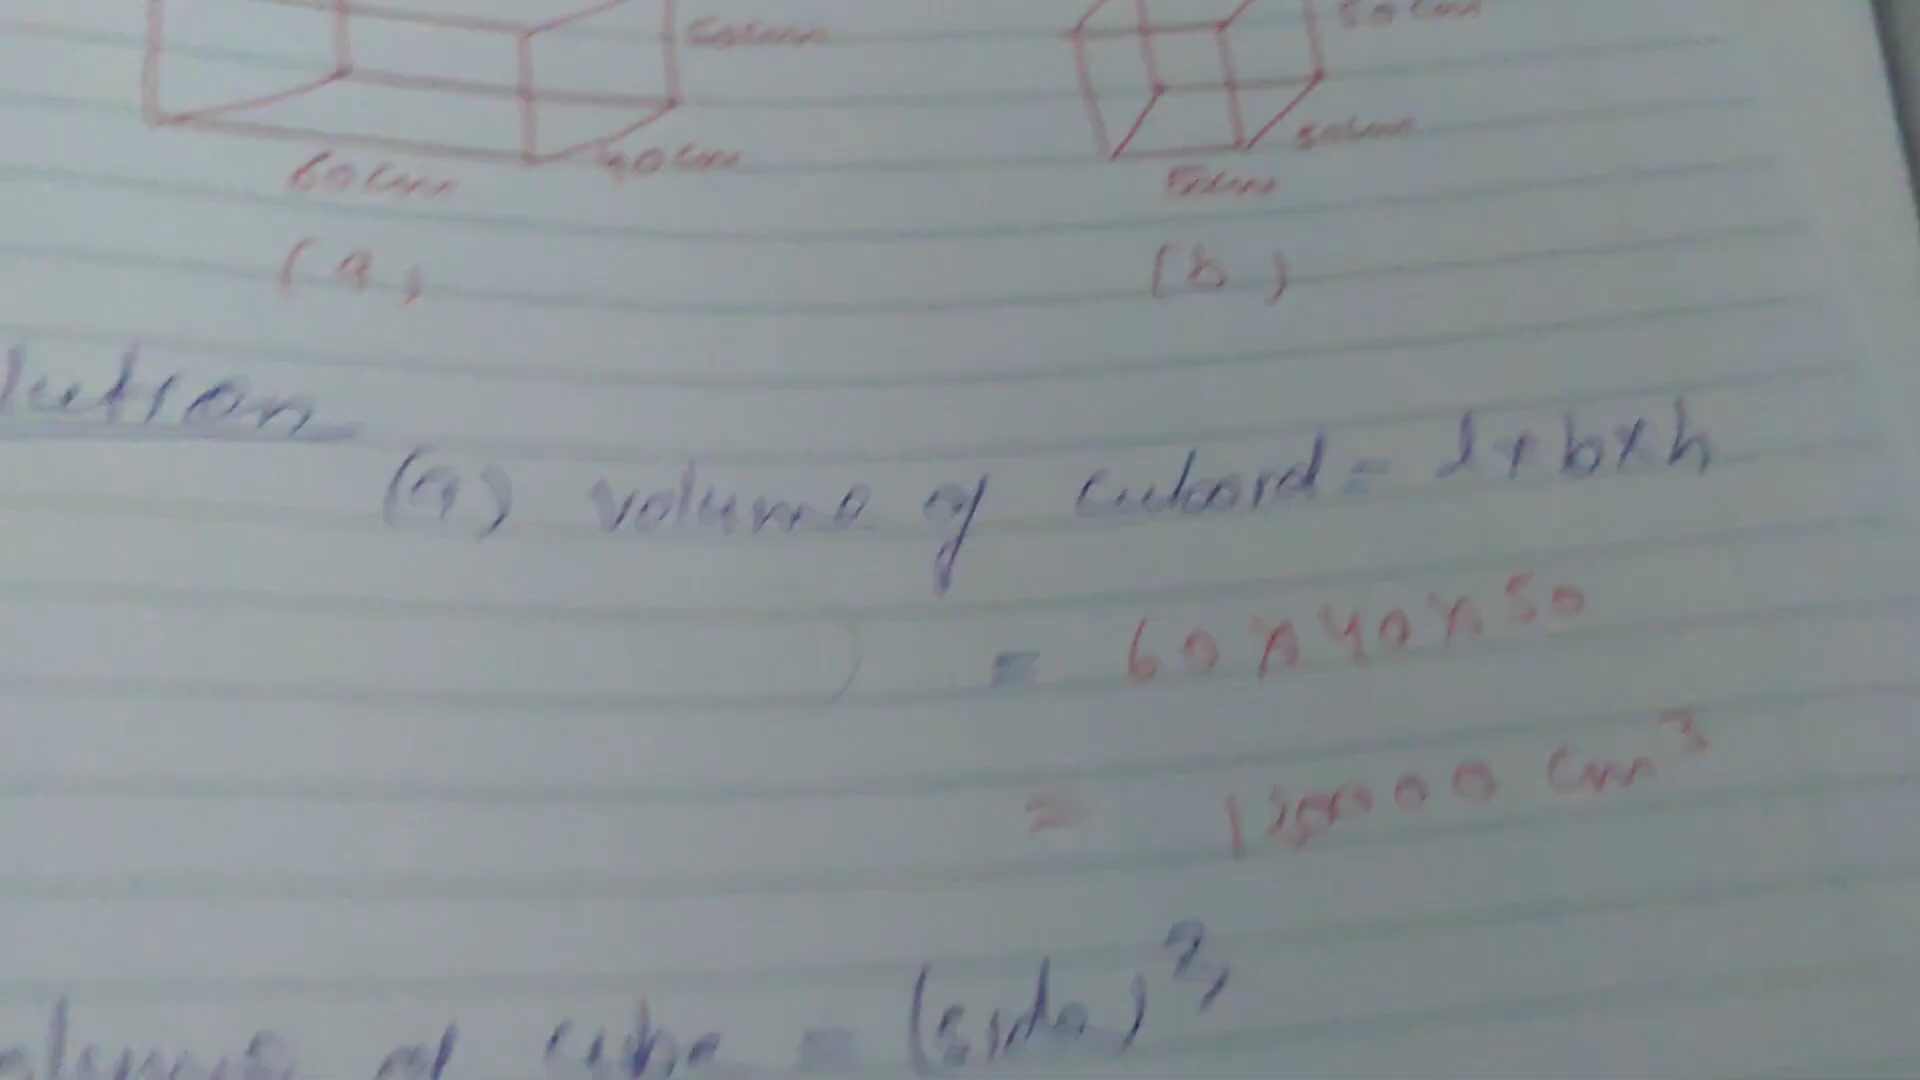 50cm 50cm
60cm 40cm 50cm
50cm
(a) (b)
lution
(a) volume of cuboid = l x b x h
= 60 x 40 x 50
= 120000 cm³
volume of cube = (side)³